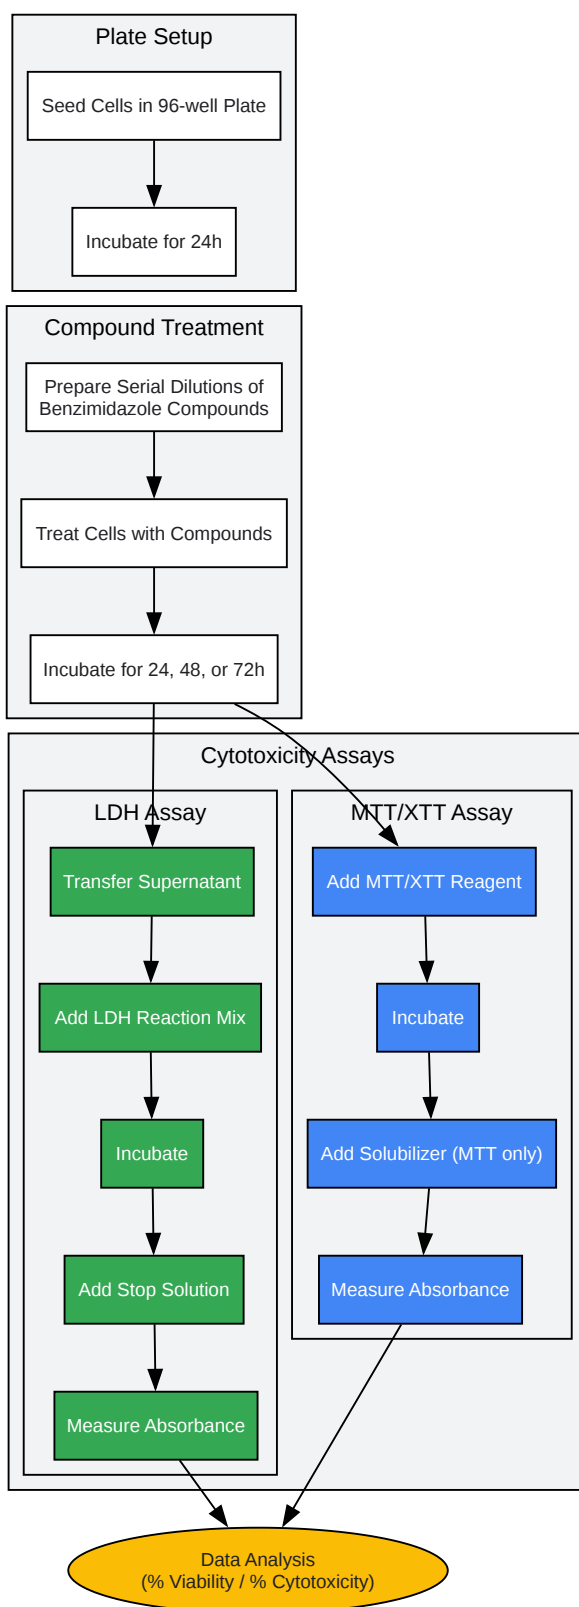 Plate Setup
Seed Cells in 96-well Plate
Incubate for 24h
Compound Treatment
Prepare Serial Dilutions of
Benzimidazole Compounds
Treat Cells with Compounds
Incubate for 24, 48, or 72h
Cytotoxicity Assays
LDH Assay
Transfer Supernatant
Add LDH Reaction Mix
Incubate
Add Stop Solution
Measure Absorbance
MTT/XTT Assay
Add MTT/XTT Reagent
Incubate
Add Solubilizer (MTT only)
Measure Absorbance
Data Analysis
(% Viability / % Cytotoxicity)